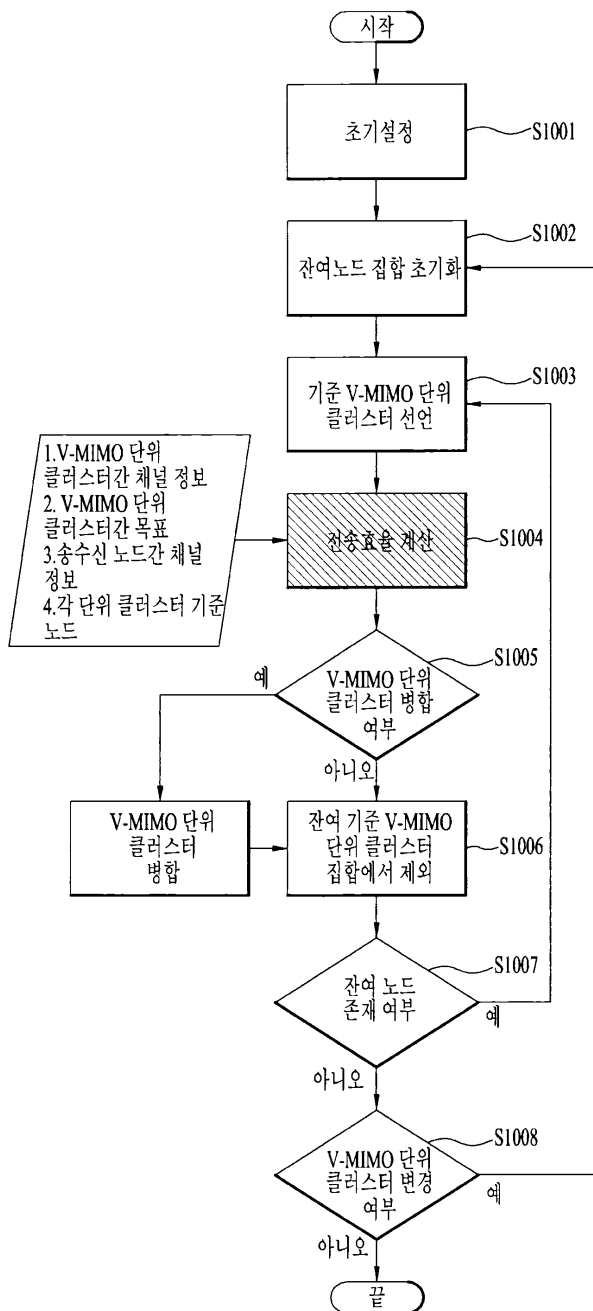 시작
초기설정
S1001
S1002
잔여노드 집합 초기화
S1003
기준 V-MIMO 단위
클러스터 선언
1.V-MIMO 단위
클러스터간 채널 정보
2. V-MIMO 단위
클러스터간 목표
3.송수신 노드간 채널
정보
4.각 단위 클러스터 기준
노드
전송효율 계산
S1004
S1005
예
V-MIMO 단위
클러스터 병합
여부
아니오
V-MIMO 단위
클러스터
병합
잔여 기준 V-MIMO
단위 클러스터
집합에서 제외
S1006
S1007
잔여 노드
존재 여부
예
아니오
S1008
V-MIMO 단위
클러스터 변경
여부
예
아니오
끝